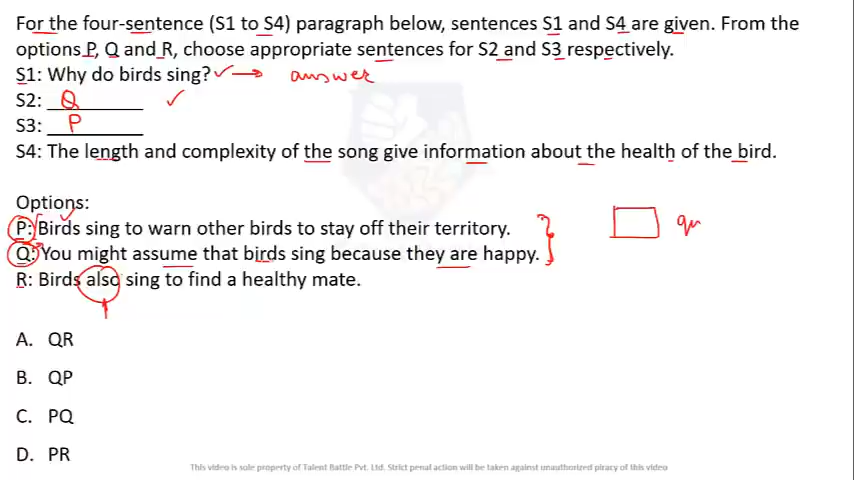 For the four-sentence (S1 to S4) paragraph below, sentences S1 and S4 are given. From the
options P, Q and R, choose appropriate sentences for S2 and S3 respectively.
S1: Why do birds sing? answer
S2: Q
S3: P
S4: The length and complexity of the song give information about the health of the bird.
Options:
P: Birds sing to warn other birds to stay off their territory.
Q: You might assume that birds sing because they are happy.
R: Birds also sing to find a healthy mate.
A. QR
B. QP
C. PQ
D. PR
This video is sole property of Talent Battle Pvt. Ltd. Strict penal action will be taken against unauthorized piracy of this video